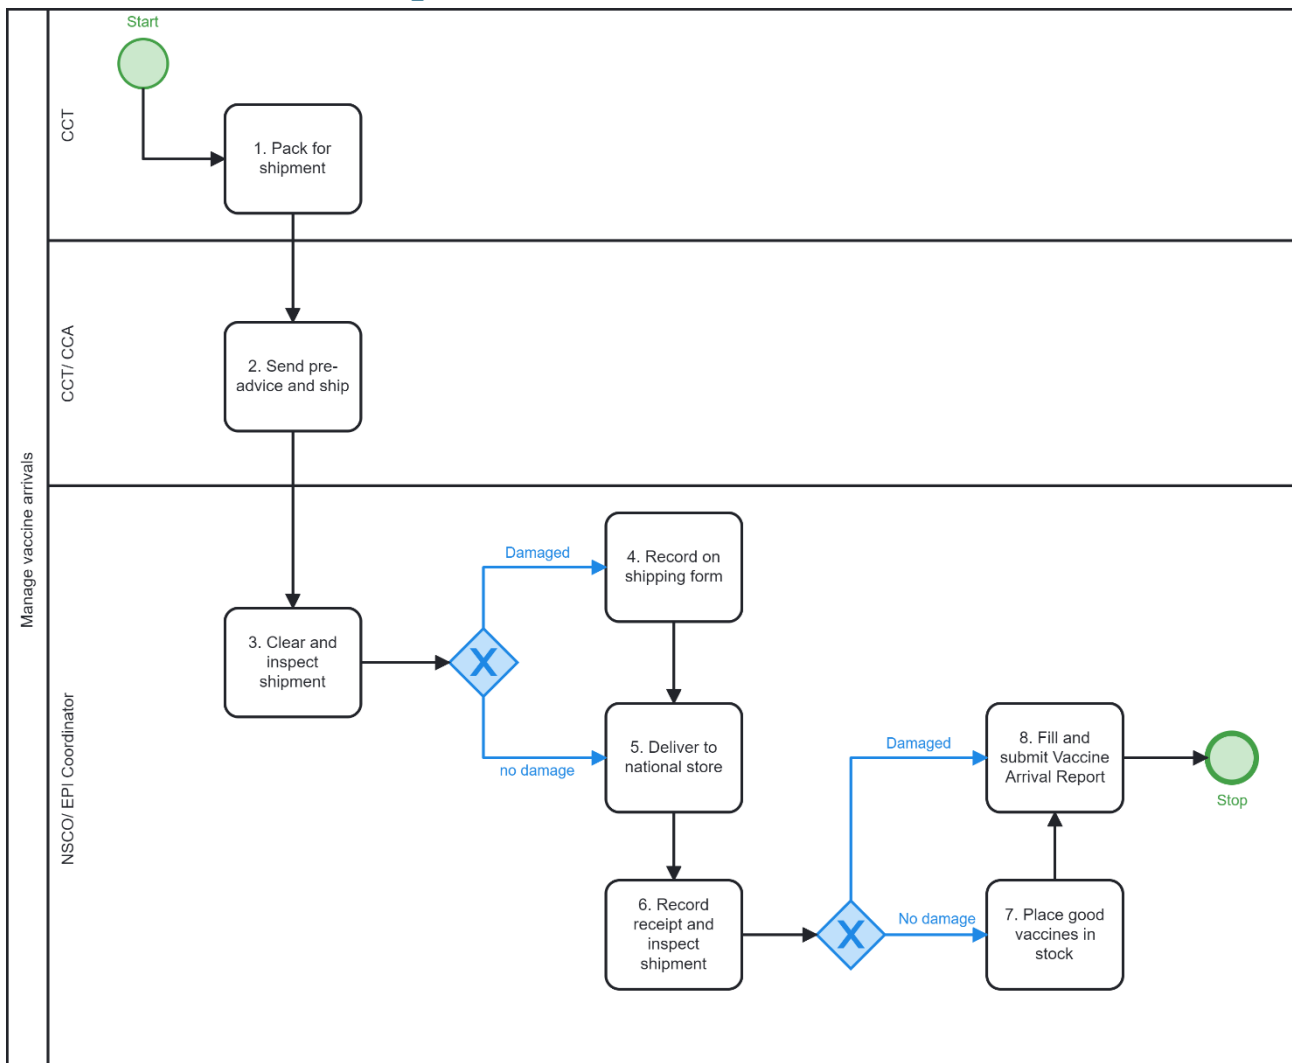 Start
CCT
1. Pack for
shipment
CCT/ CCA
2. Send pre-
advice and ship
Manage vaccine arrivals
NSCO/ EPI Coordinator
3. Clear and
inspect
shipment
X
Damaged
no damage
4. Record on
shipping form
5. Deliver to
national store
6. Record
receipt and
inspect
shipment
X
Damaged
No damage
7. Place good
vaccines in
stock
8. Fill and
submit Vaccine
Arrival Report
Stop